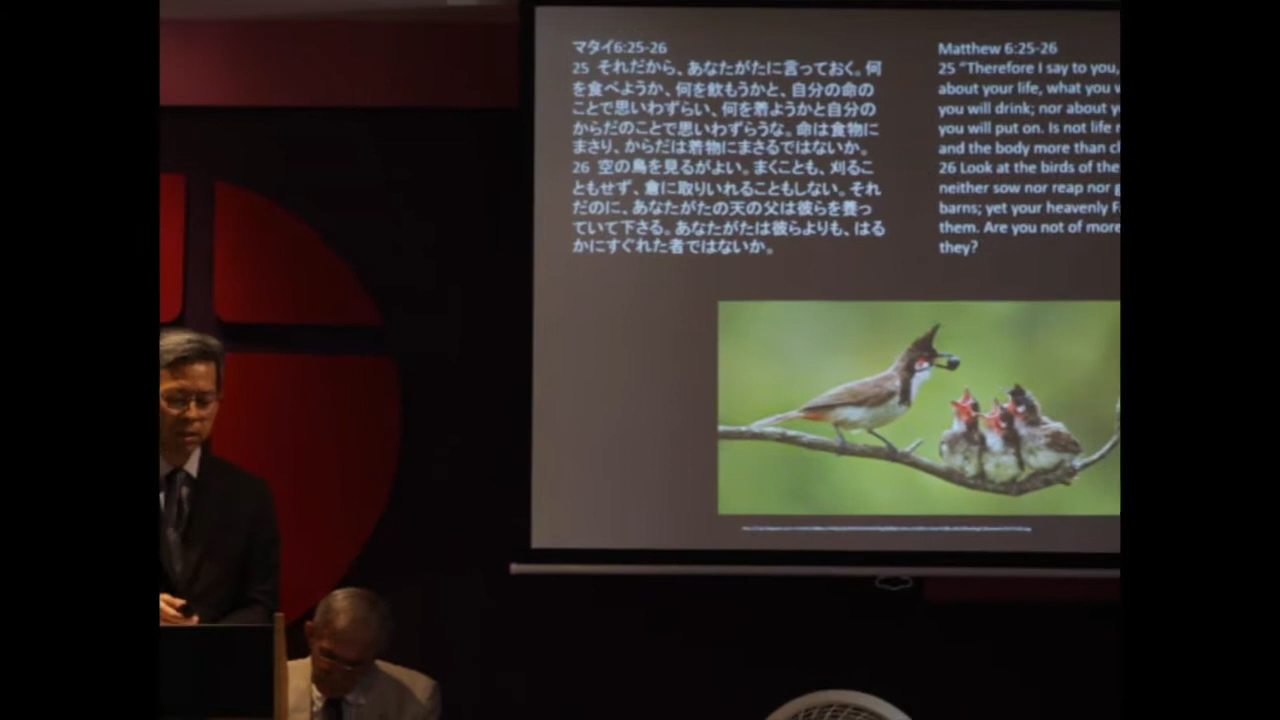 マタイ6:25-26
25 それだから、あなたがたに言っておく。何
を食べようか、何を飲もうかと、自分の命の
ことで思いわずらい、何を着ようかと自分の
からだのことで思いわずらうな。命は食物に
まさり、からだは着物にまさるではないか。
26 空の鳥を見るがよい。まくことも、刈るこ
ともせず、倉に取りいれることもしない。それ
だのに、あなたがたの天の父は彼らを養っ
ていて下さる。あなたがたは彼らよりも、はる
かにすぐれた者ではないか。
Matthew 6:25-26
25 “Therefore I say to you,
about your life, what you
you will drink; nor about
you will put on. Is not life
and the body more than
26 Look at the birds of the
neither sow nor reap nor
barns; yet your heavenly
them. Are you not of more
they?